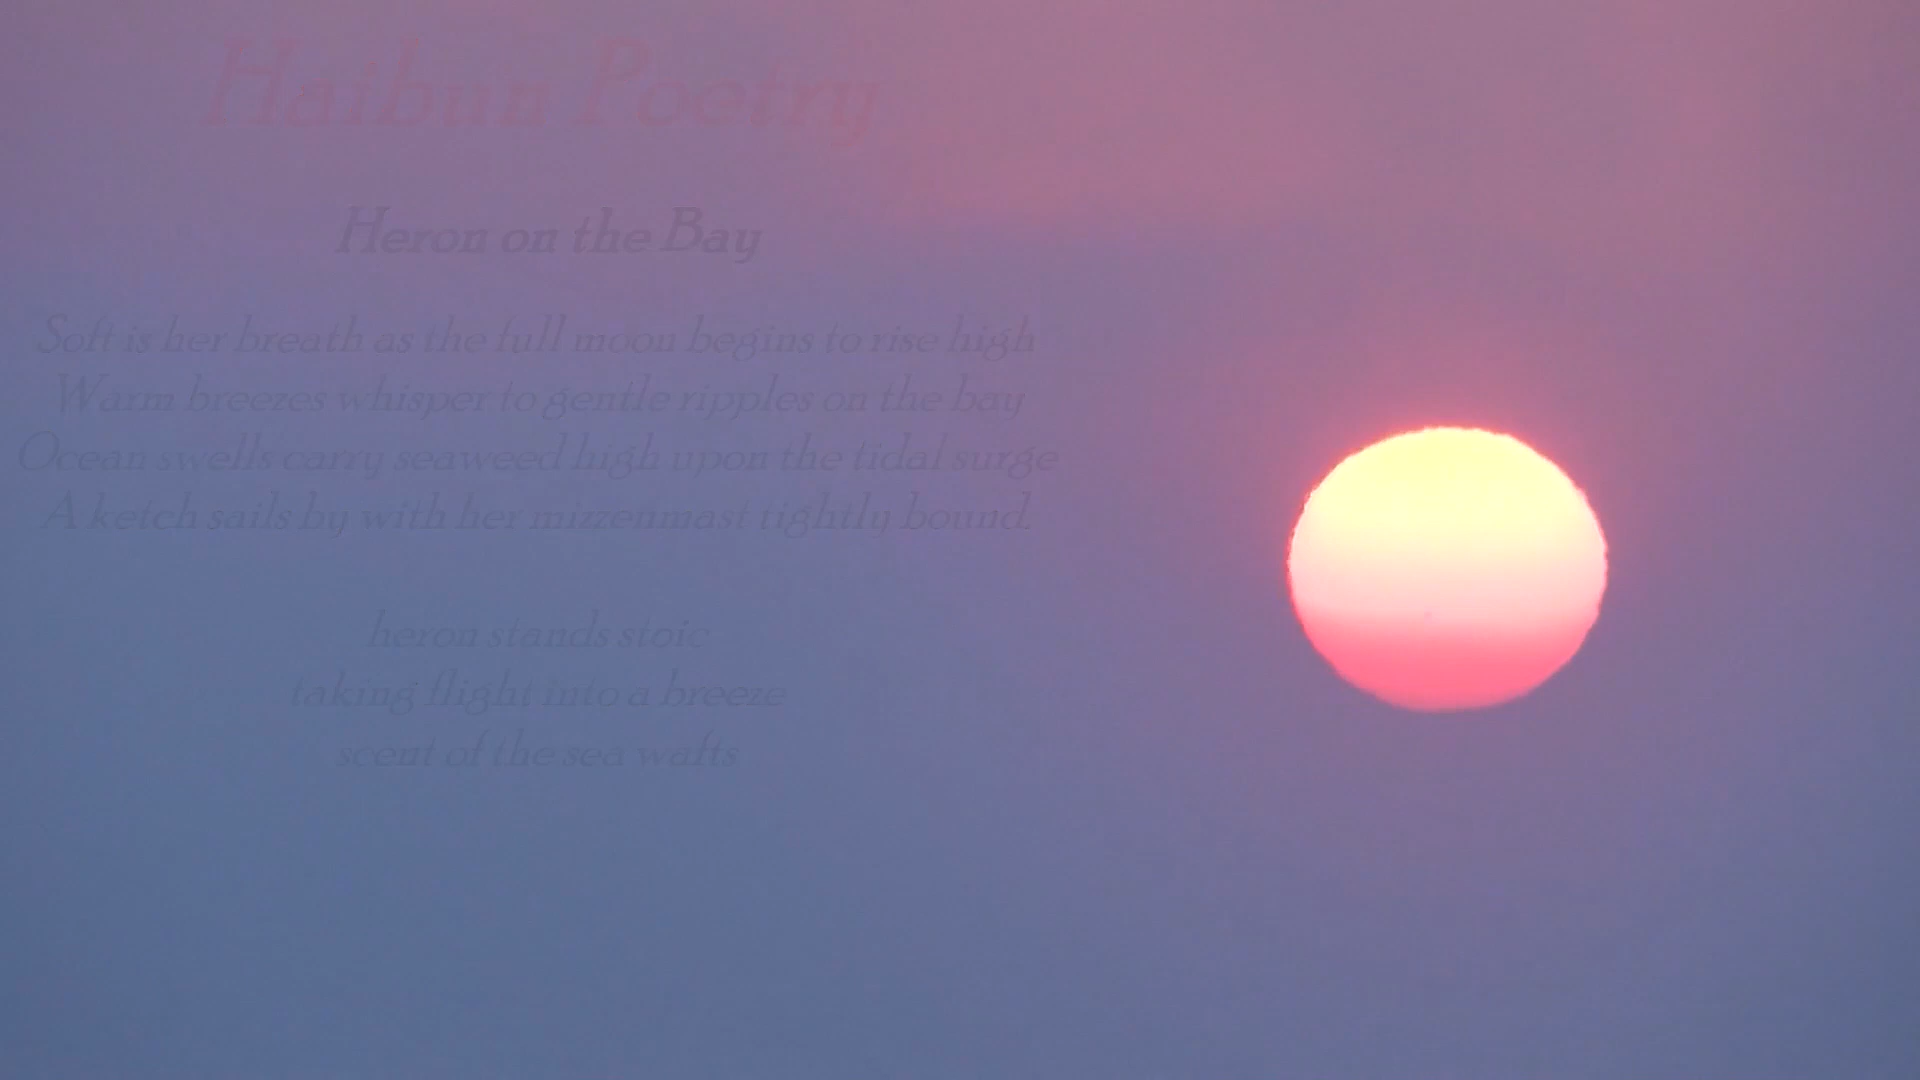 Haibun Poetry
Heron on the Bay
Soft is her breath as the full moon begins to rise high
Warm breezes whisper to gentle ripples on the bay
Ocean swells carry seaweed high upon the tidal surge
A ketch sails by with her mizzenmast tightly bound.
heron stands stoic
taking flight into a breeze
scent of the sea wafts